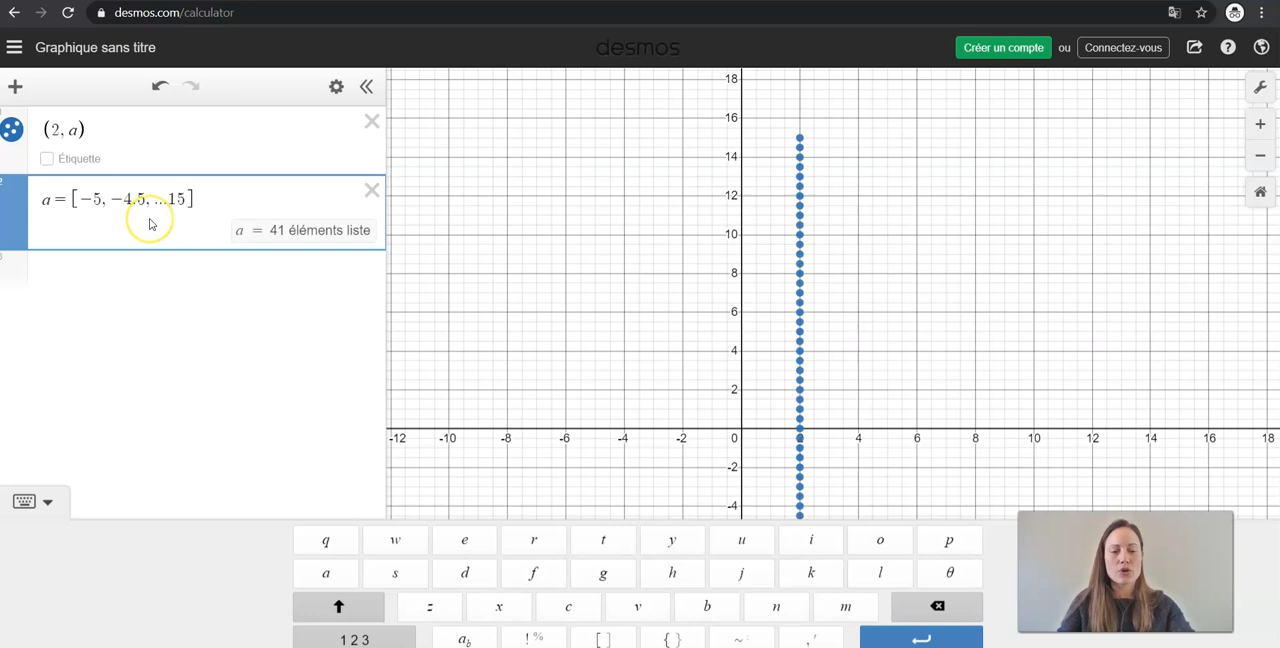 desmos.com/calculator
Graphique sans titre
desmos
Créer un compte ou Connectez-vous
(2, a)
Étiquette
2
a = [−5, −4.5, ...15]
a = 41 éléments liste
3
18
16
14
12
10
8
6
4
2
-12 -10 -8 -6 -4 -2 0 4 6 8 10 12 14 16 18
-2
-4
q w e r t y u i o p
a s d f g h j k l θ
z x c v b n m
1 2 3 a b ! % [ ] { } ~ : , '